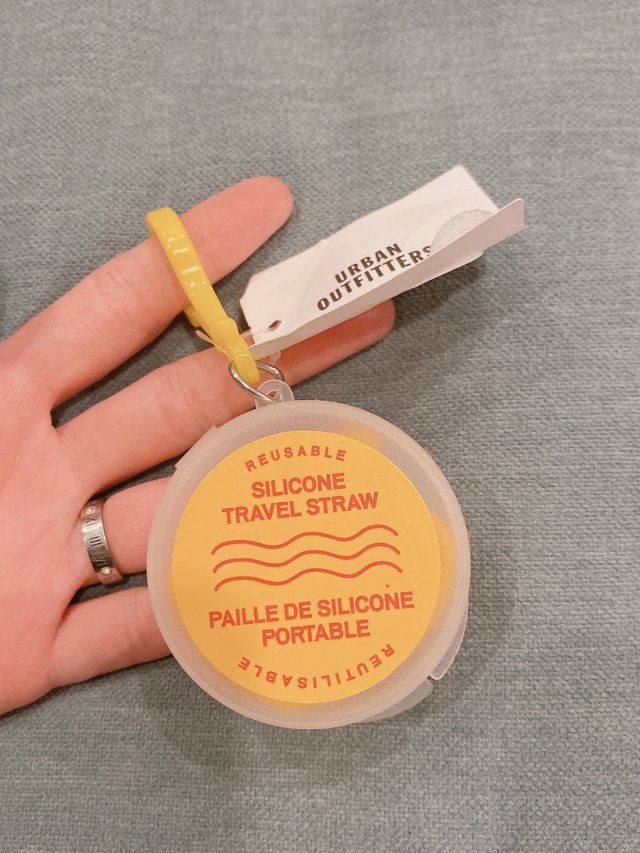 URBAN
OUTFITTERS
REUSABLE
SILICONE
TRAVEL STRAW
PAILLE DE SILICONE
PORTABLE
REUTILISABLE